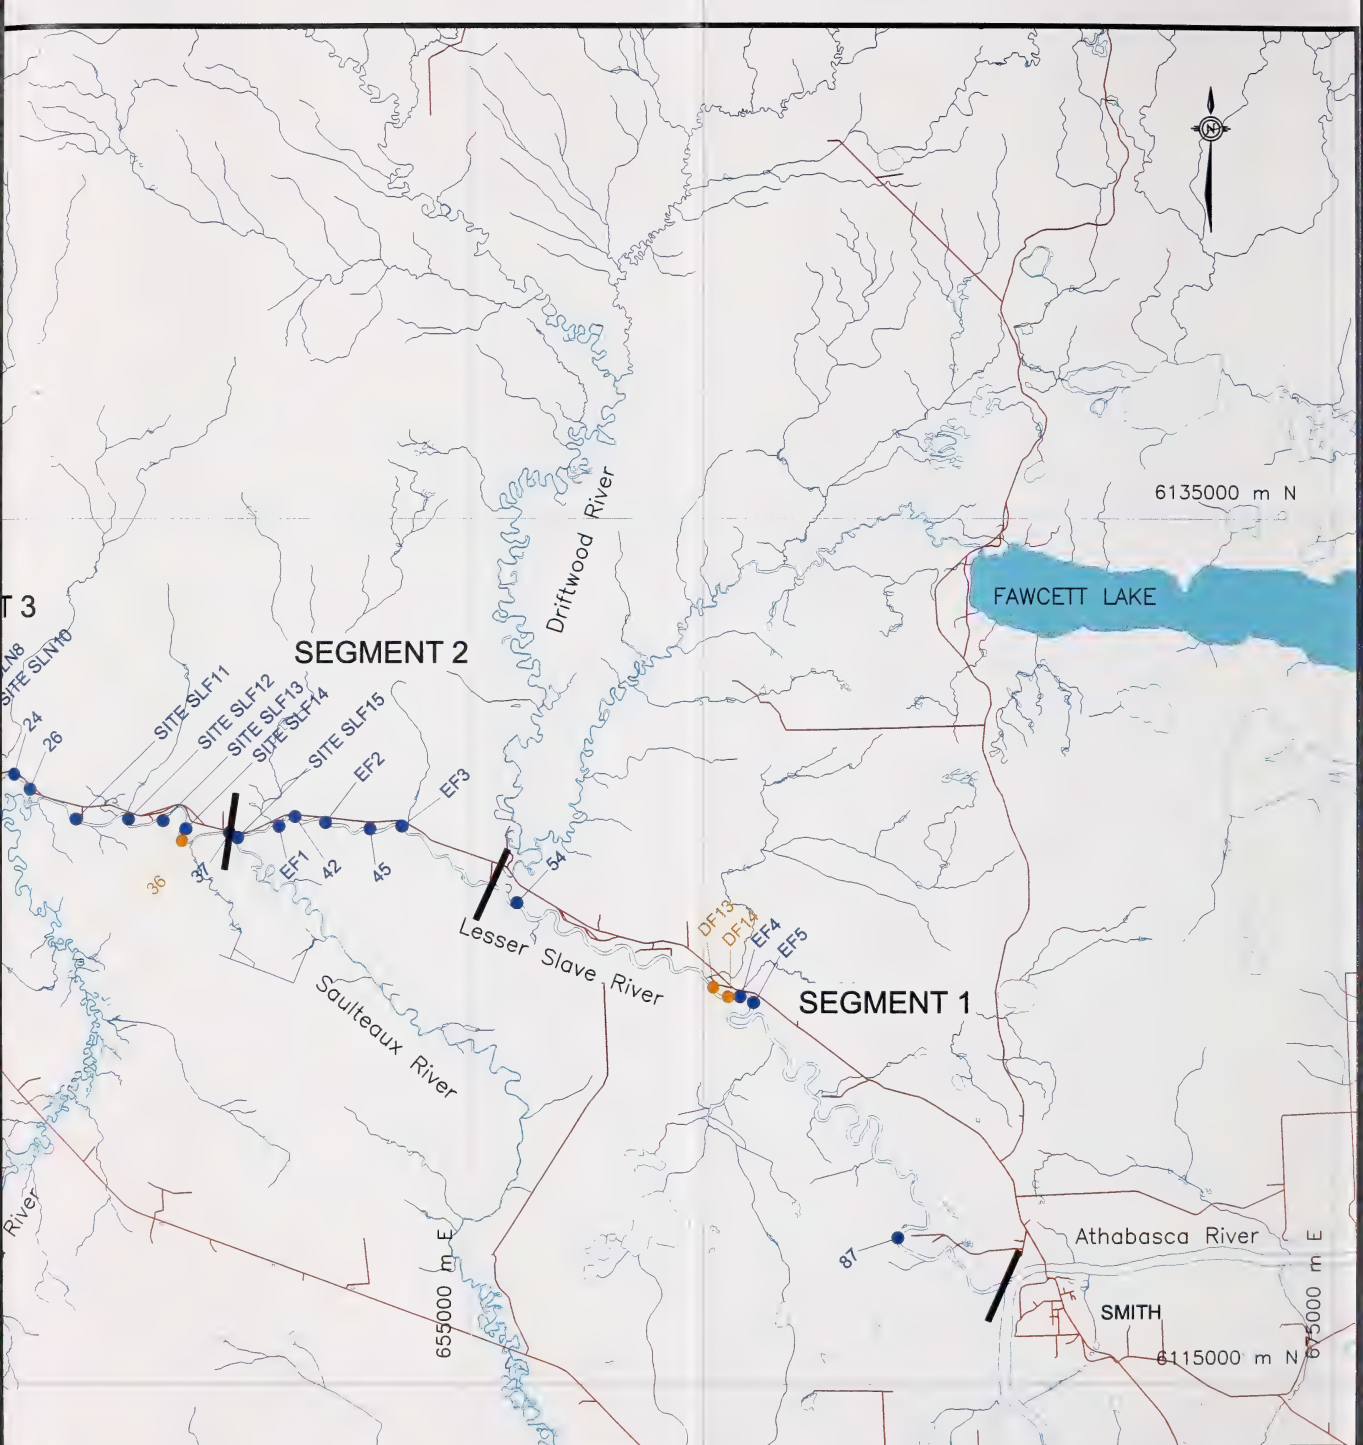 N
6135000 m N
Driftwood River
FAWCETT LAKE
T 3
SEGMENT 2
SLN8
SITE SLN10
24
26
SITE SLF11
SITE SLF12
SITE SLF13
SITE SLF14
SITE SLF15
EF2
EF3
36
37
EF1
42
45
54
Lesser Slave River
DF13
DF14
EF4
EF5
SEGMENT 1
Saulteaux River
River
655000 m E
87
Athabasca River
675000 m E
SMITH
6115000 m N